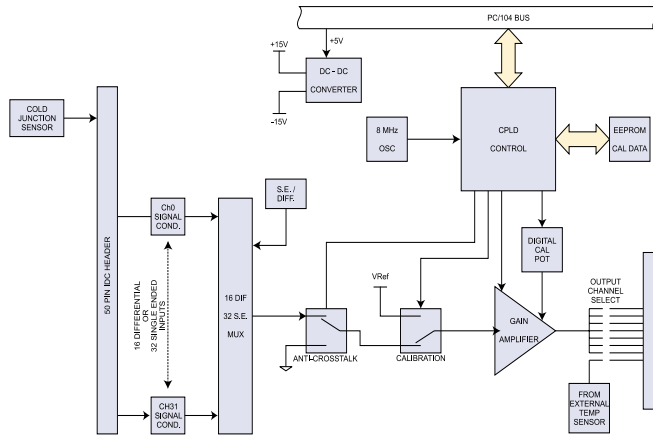 PC/104 BUS
+15V
+5V
DC - DC
CONVERTER
-15V
COLD
JUNCTION
SENSOR
8 MHz
OSC
CPLD
CONTROL
EEPROM
CAL DATA
50 PIN IDC HEADER
Ch0
SIGNAL
COND.
S.E. /
DIFF.
16 DIFFERENTIAL
OR
32 SINGLE ENDED
INPUTS
16 DIF
32 S.E.
MUX
VRef
DIGITAL
CAL
POT
OUTPUT
CHANNEL
SELECT
GAIN
AMPLIFIER
ANTI-CROSSTALK
CALIBRATION
CH31
SIGNAL
COND.
FROM
EXTERNAL
TEMP
SENSOR